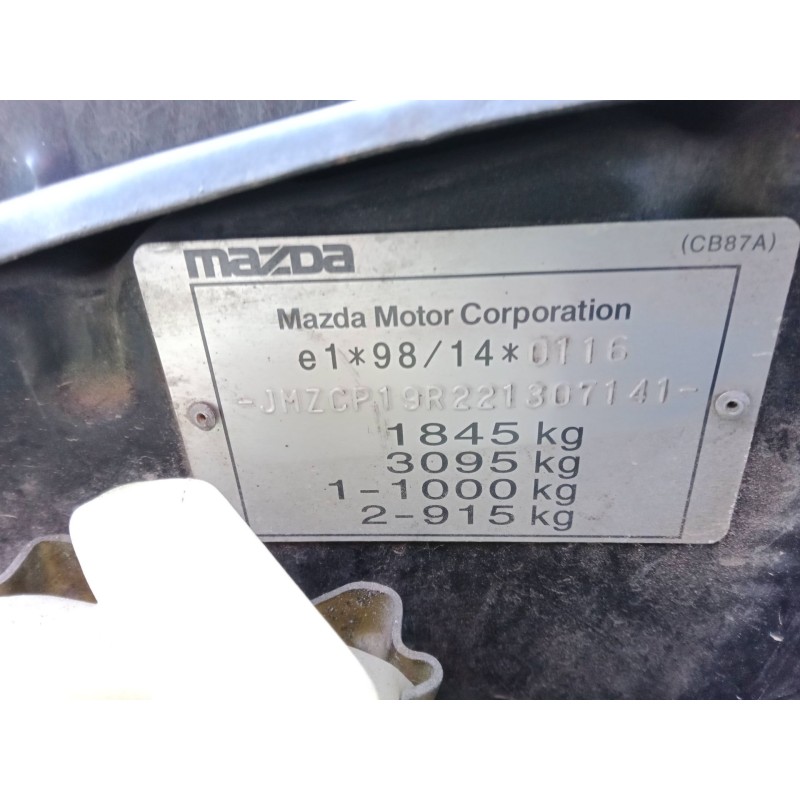 mazda
(CB87A)
Mazda Motor Corporation
e1*98/14*0116
-JMZCP19R221307141-
1845 kg
3095 kg
1-1000 kg
2-915 kg